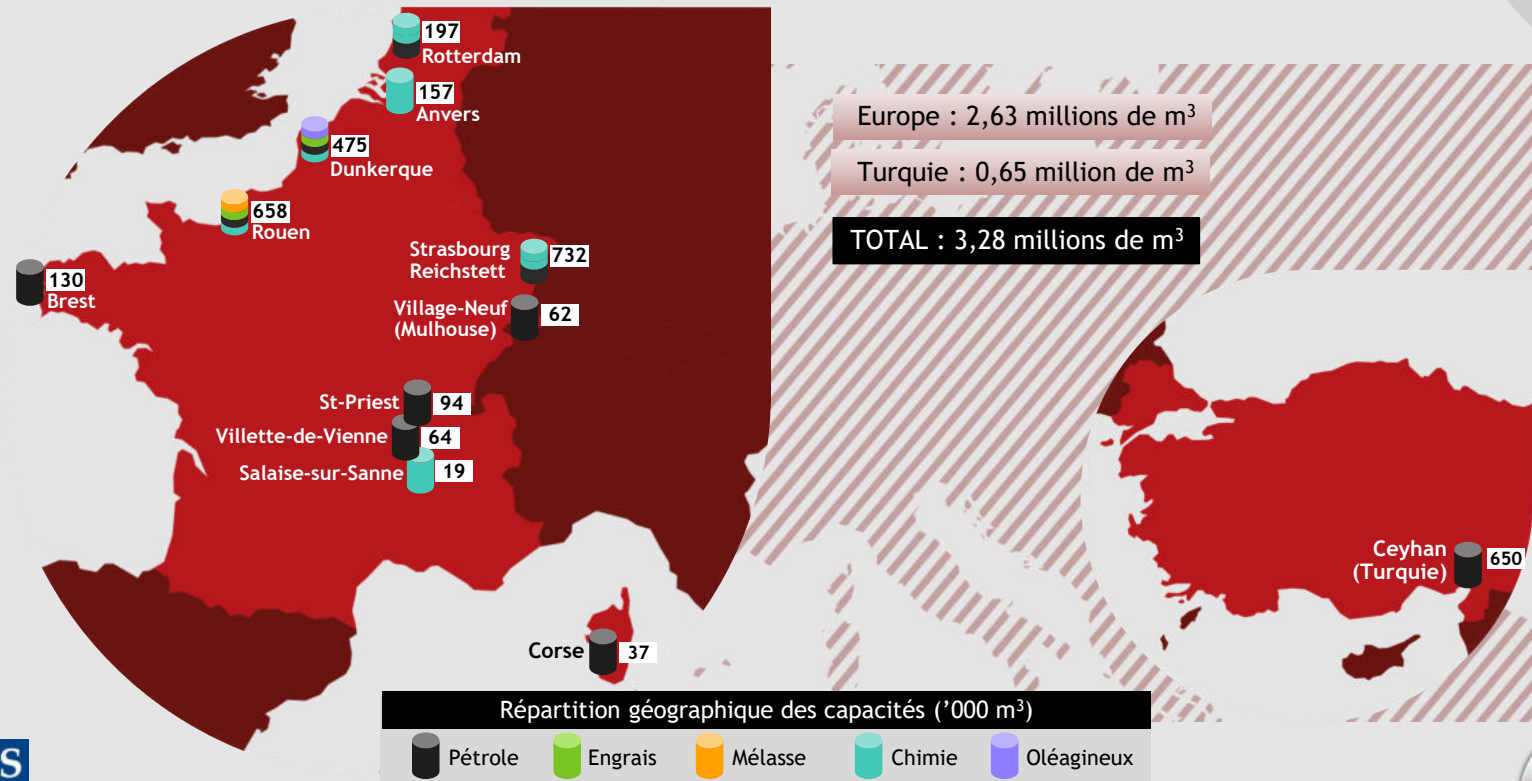 197
Rotterdam
157
Anvers
475
Dunkerque
658
Rouen
130
Brest
Strasbourg
Reichstett
732
Village-Neuf
(Mulhouse)
62
St-Priest
94
Villette-de-Vienne
64
Salaise-sur-Sanne
19
Corse
37
Europe : 2,63 millions de m³
Turquie : 0,65 million de m³
TOTAL : 3,28 millions de m³
Ceyhan
(Turquie)
650
Répartition géographique des capacités (’000 m³)
Pétrole
Engrais
Mélasse
Chimie
Oléagineux
S